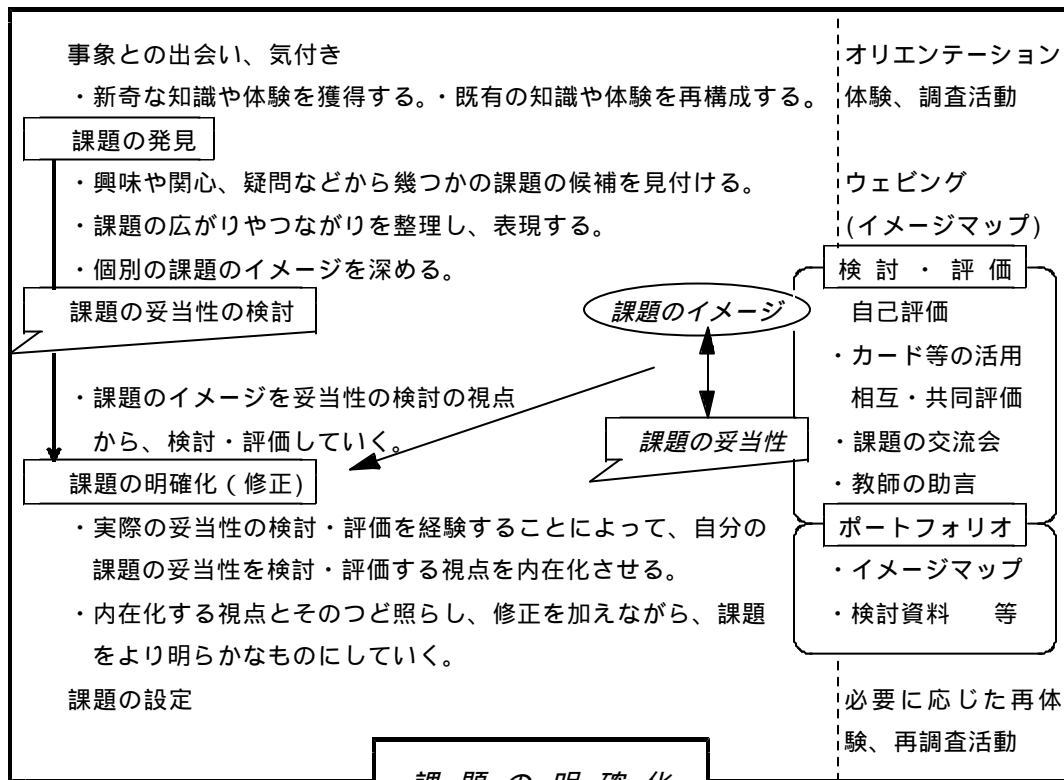 事象との出会い、気付き
・新奇な知識や体験を獲得する。・既有の知識や体験を再構成する。
課題の発見
・興味や関心、疑問などから幾つかの課題の候補を見付ける。
・課題の広がりやつながりを整理し、表現する。
・個別の課題のイメージを深める。
課題の妥当性の検討
・課題のイメージを妥当性の検討の視点
から、検討・評価していく。
課題の明確化(修正)
・実際の妥当性の検討・評価を経験することによって、自分の
課題の妥当性を検討・評価する視点を内在化させる。
・内在化する視点とそのつど照らし、修正を加えながら、課題
をより明らかなものにしていく。
課題の設定
課題のイメージ
課題の妥当性
オリエンテーション
体験、調査活動
ウェビング
(イメージマップ)
検討・評価
自己評価
・カード等の活用
相互・共同評価
・課題の交流会
・教師の助言
ポートフォリオ
・イメージマップ
・検討資料 等
必要に応じた再体
験、再調査活動
課題の明確化